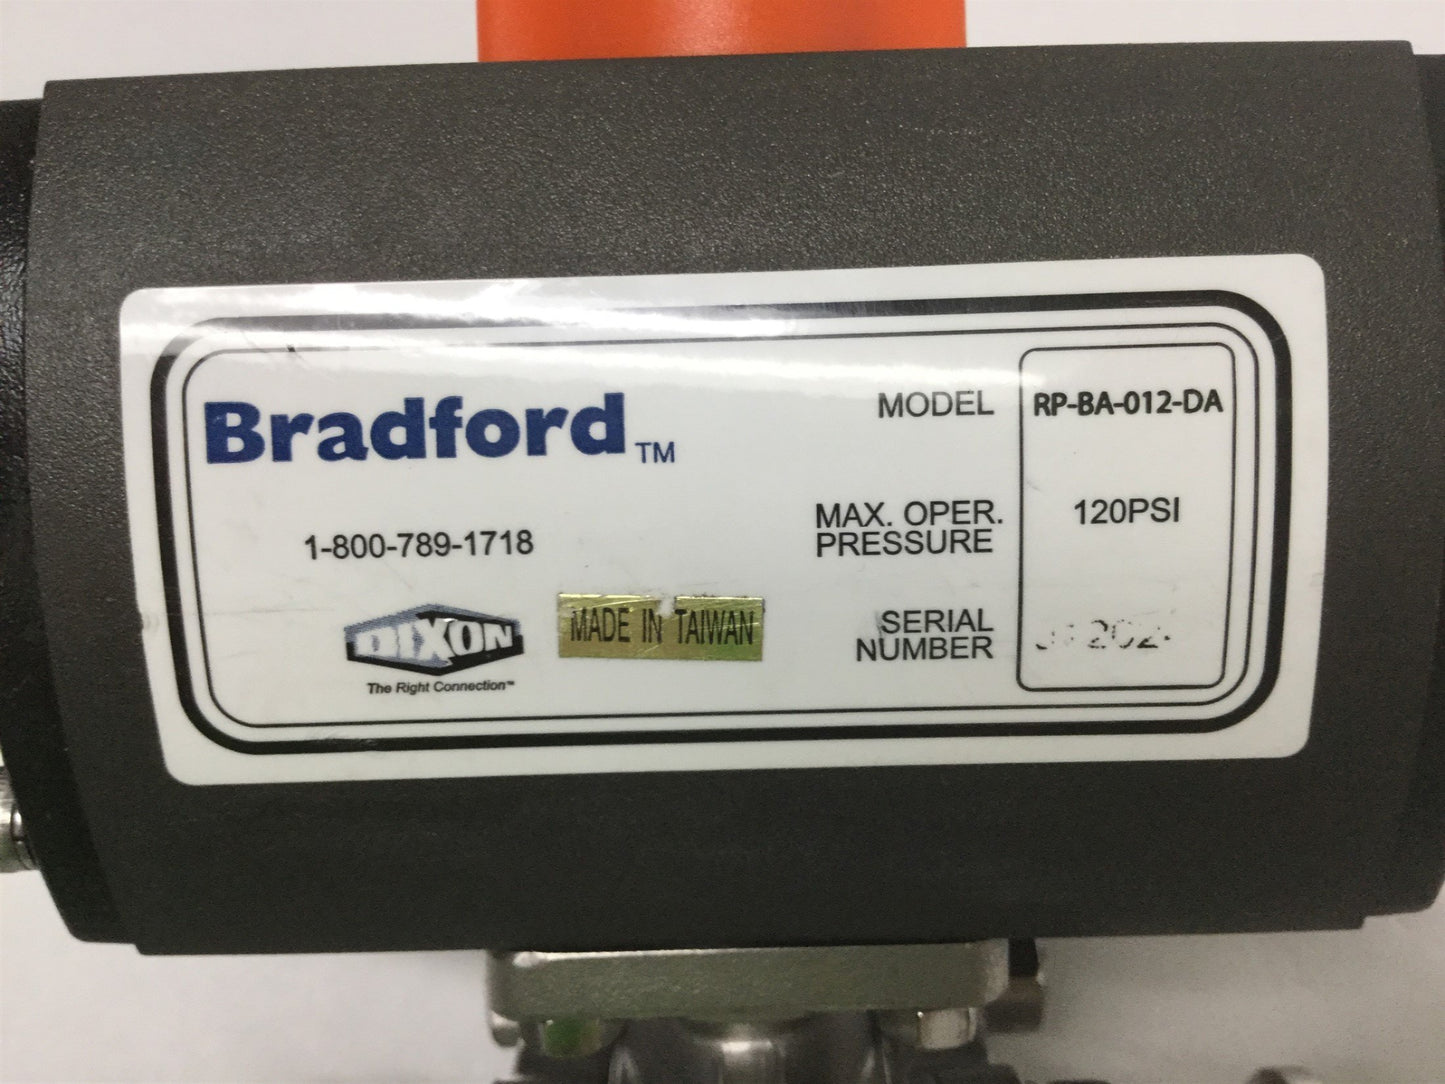 Bradford™
1-800-789-1718
DIXON
The Right Connection™
MADE IN TAIWAN
MODEL RP-BA-012-DA
MAX. OPER.
PRESSURE 120PSI
SERIAL
NUMBER